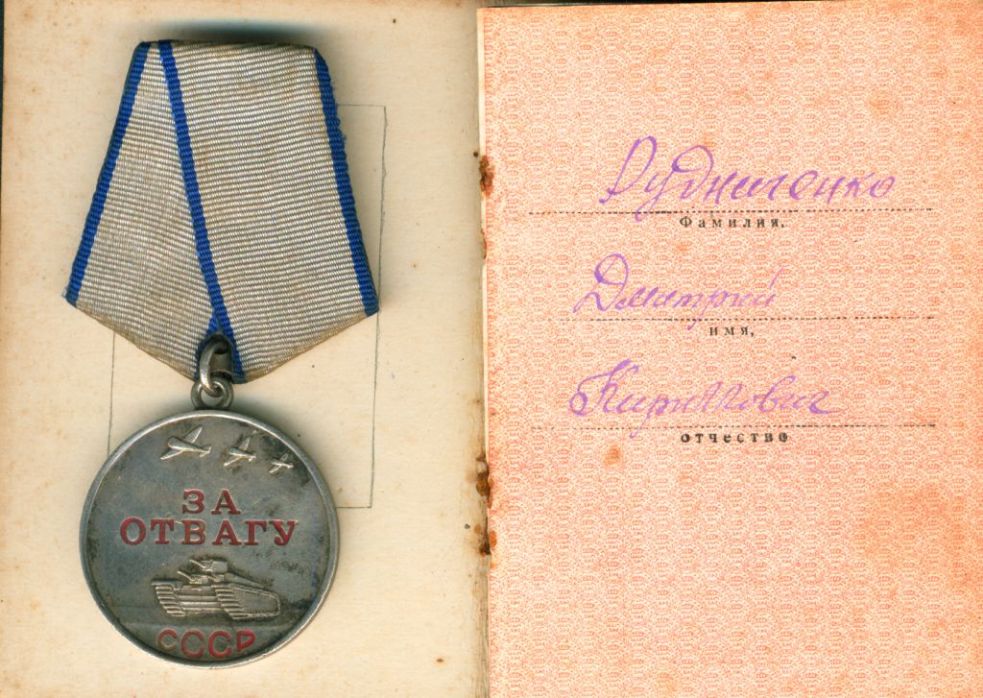 ЗА
ОТВАГУ
СССР
Рудниченко
Фамилия,
Дмитрий
имя,
Кириллович
отчество